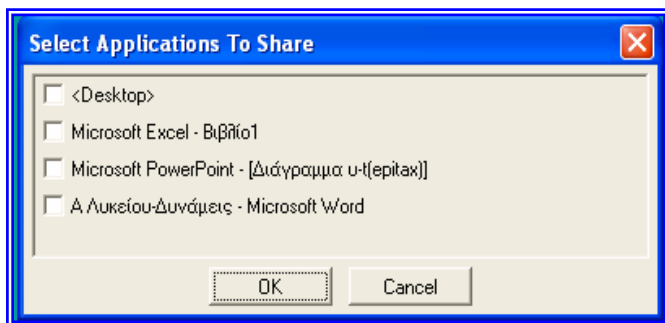 Select Applications To Share
<Desktop>
Microsoft Excel - Βιβλίο1
Microsoft PowerPoint - [Διάγραμμα υ-t(epitax)]
Α Λυκείου-Δυνάμεις - Microsoft Word
OK Cancel